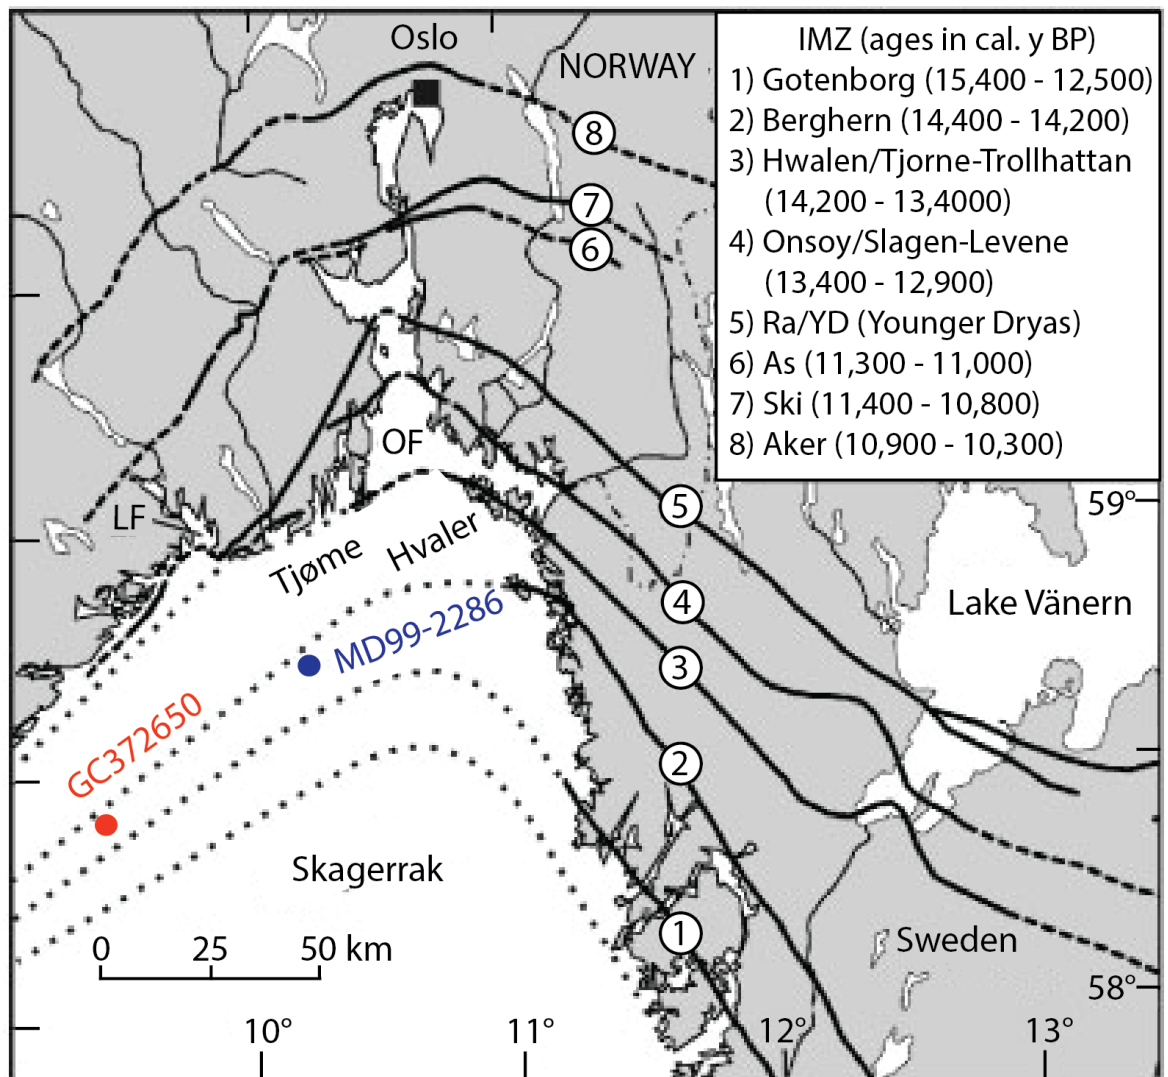 Oslo
NORWAY
IMZ (ages in cal. y BP)
1) Gotenborg (15,400 - 12,500)
2) Berghern (14,400 - 14,200)
3) Hwalen/Tjorne-Trollhattan
(14,200 - 13,4000)
4) Onsoy/Slagen-Levene
(13,400 - 12,900)
5) Ra/YD (Younger Dryas)
6) As (11,300 - 11,000)
7) Ski (11,400 - 10,800)
8) Aker (10,900 - 10,300)
8
7
6
OF
LF
5
59°
Tjøme
Hvaler
4
Lake Vänern
MD99-2286
3
GC372650
2
Skagerrak
1
Sweden
0 25 50 km
58°
10° 11° 12° 13°